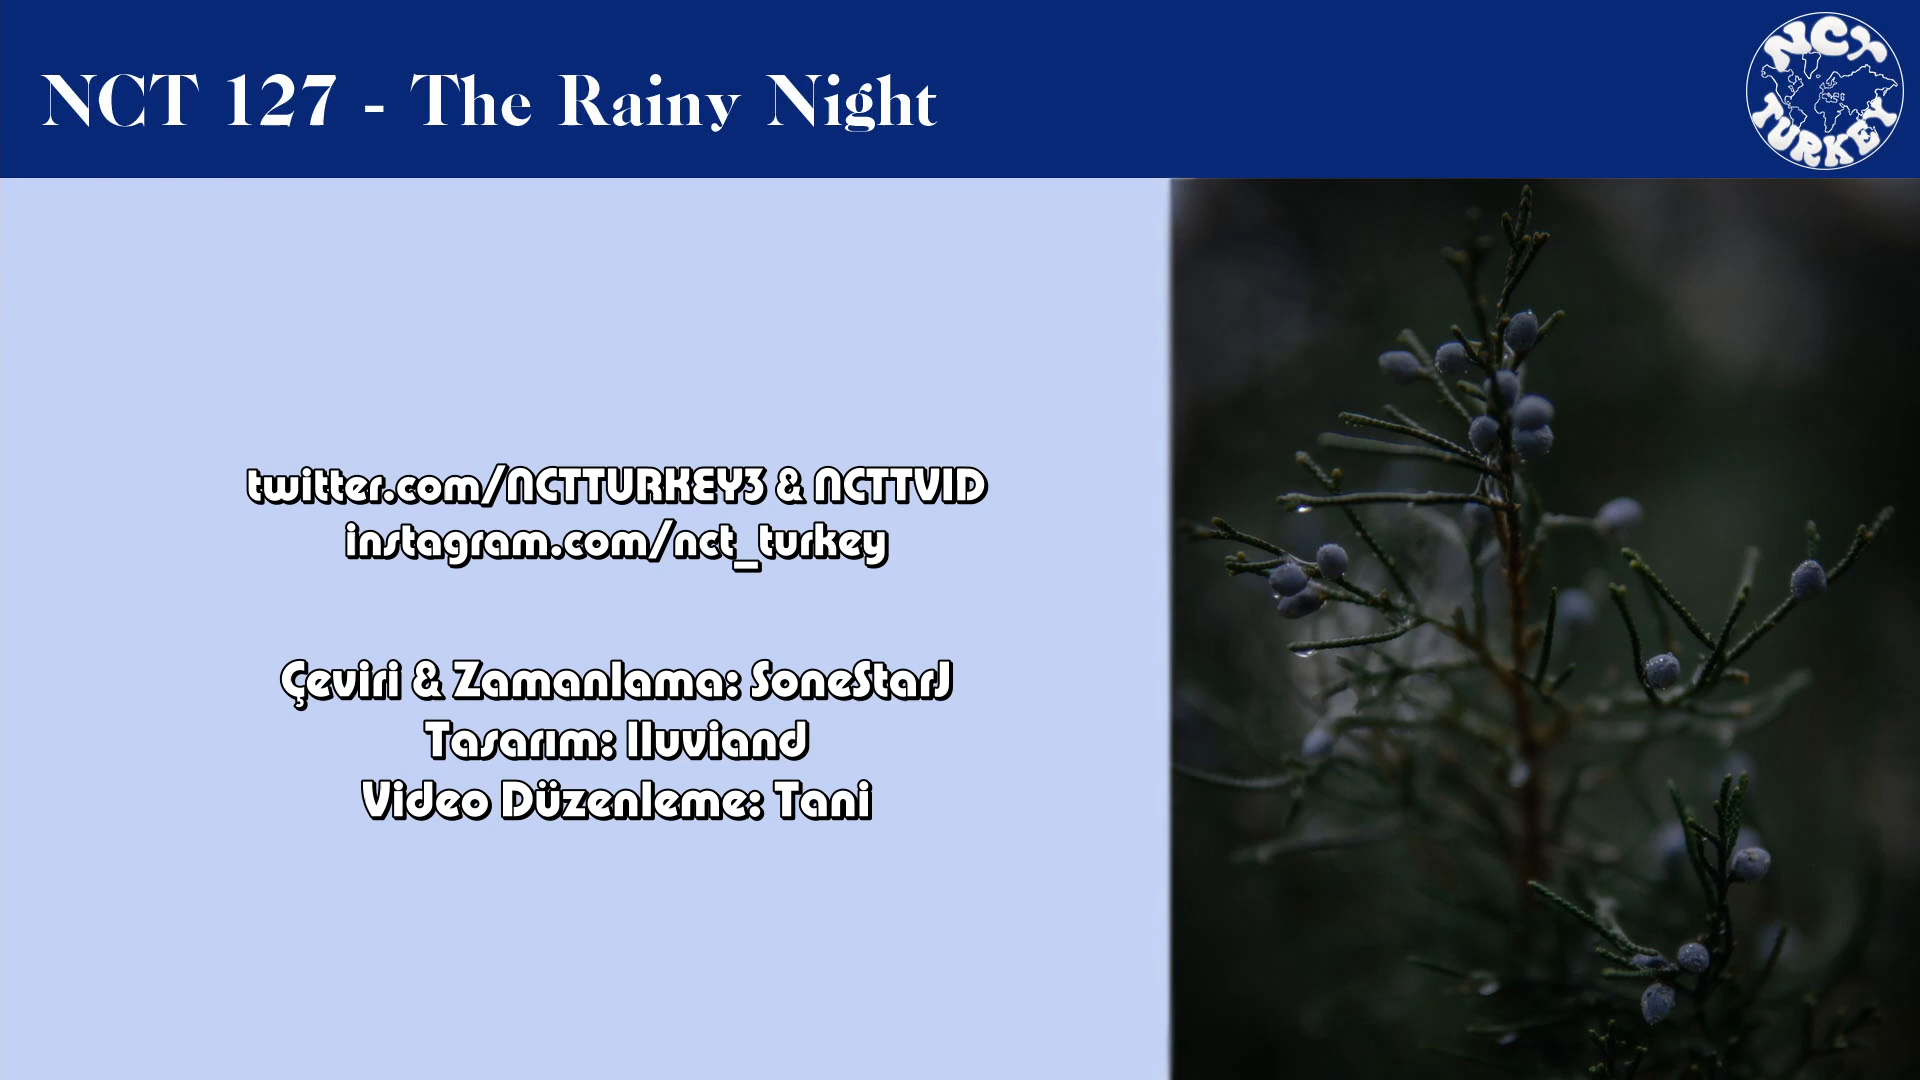 NCT 127 - The Rainy Night
NCT
TURKEY
twitter.com/NCTTURKEY3 & NCTTVID
instagram.com/nct_turkey
Çeviri & Zamanlama: SoneStarJ
Tasarım: lluviand
Video Düzenleme: Tani